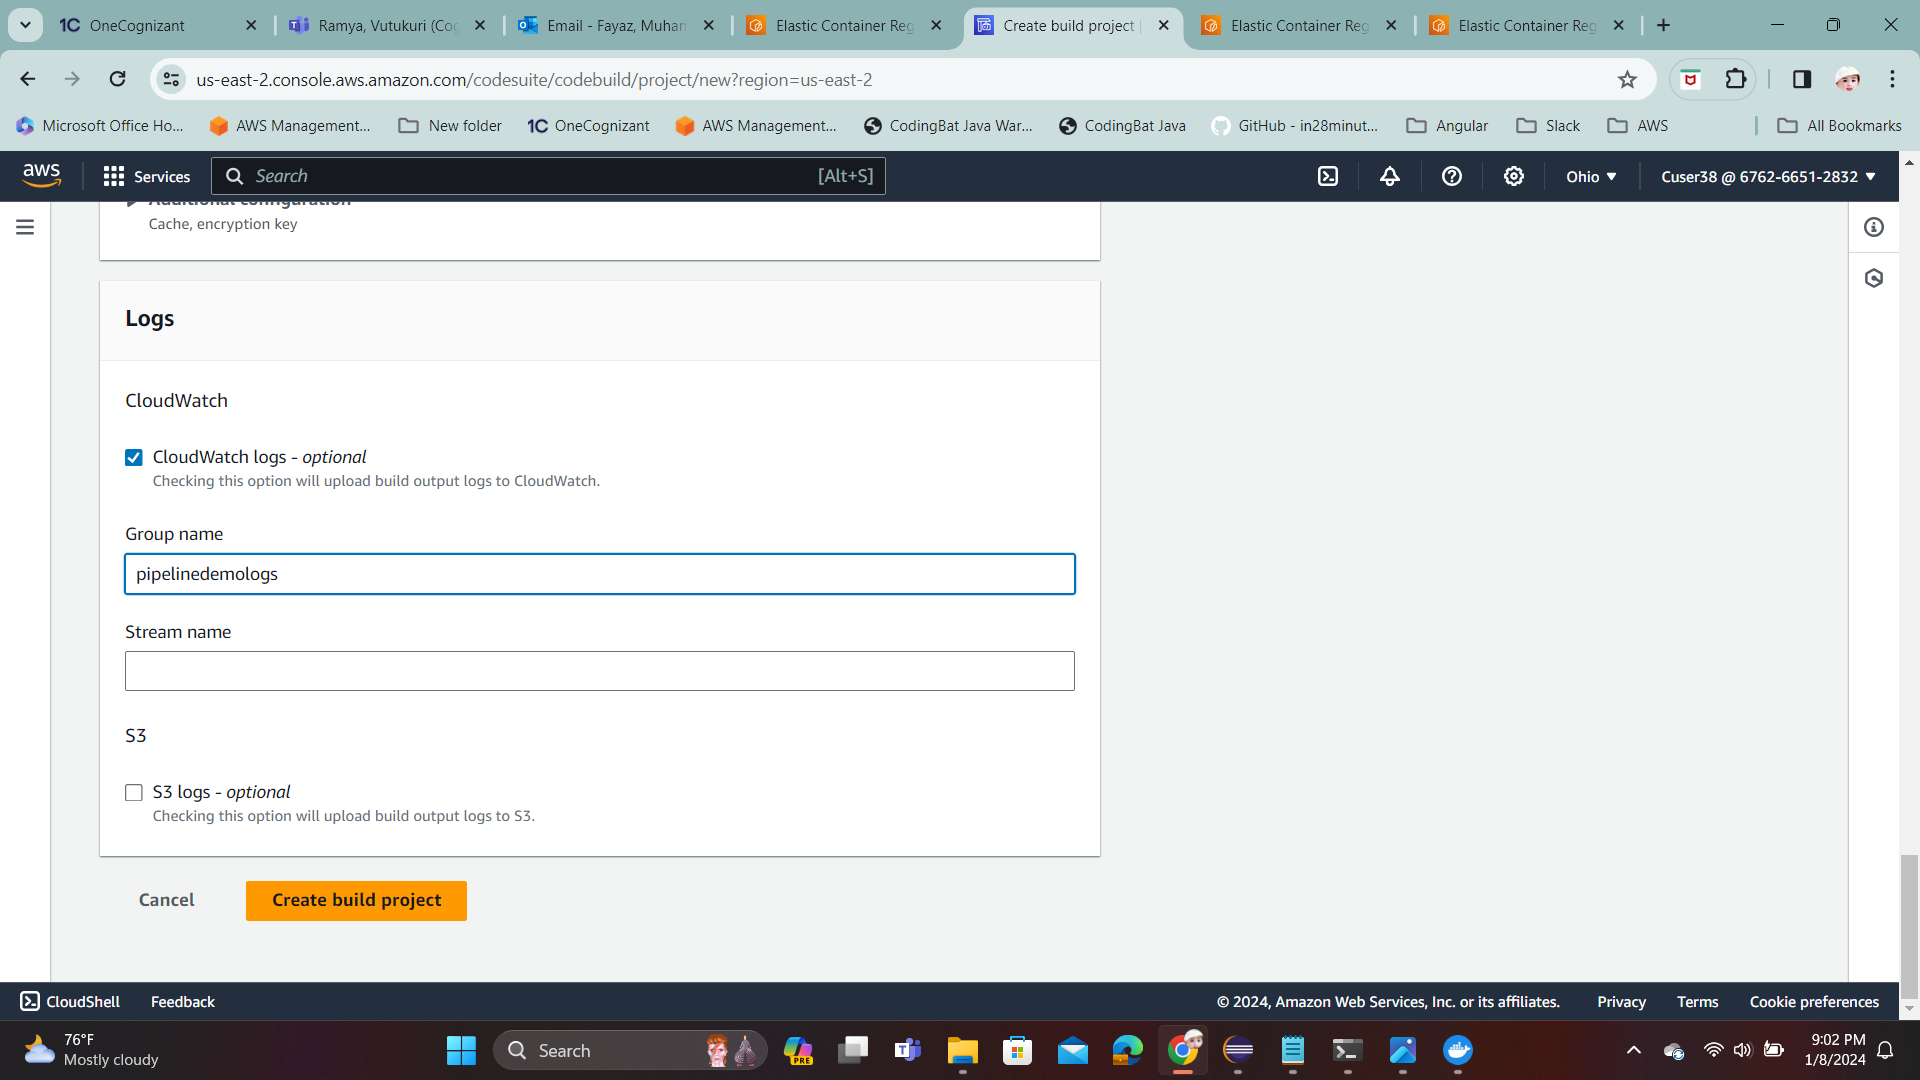 OneCognizant
Ramya, Vutukuri (Cog
Email - Fayaz, Muham
Elastic Container Reg
Create build project |
Elastic Container Reg
Elastic Container Reg
us-east-2.console.aws.amazon.com/codesuite/codebuild/project/new?region=us-east-2
Microsoft Office Ho...
AWS Management...
New folder
1C OneCognizant
AWS Management...
CodingBat Java War...
CodingBat Java
GitHub - in28minut...
Angular
Slack
AWS
All Bookmarks
aws
Services
Search
[Alt+S]
Ohio
Cuser38 @ 6762-6651-2832
Additional configuration
Cache, encryption key
Logs
CloudWatch
CloudWatch logs - optional
Checking this option will upload build output logs to CloudWatch.
Group name
pipelinedemologs
Stream name
S3
S3 logs - optional
Checking this option will upload build output logs to S3.
Cancel
Create build project
CloudShell
Feedback
© 2024, Amazon Web Services, Inc. or its affiliates.
Privacy
Terms
Cookie preferences
76°F
Mostly cloudy
Search
PRE
9:02 PM
1/8/2024